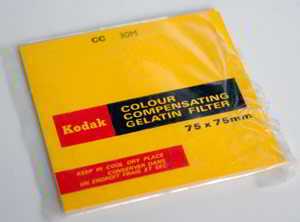 CC 30M
Kodak
COLOUR
COMPENSATING
GELATIN FILTER
75 x 75mm
KEEP IN COOL DRY PLACE
CONSERVER DANS
UN ENDROIT FRAIS ET SEC